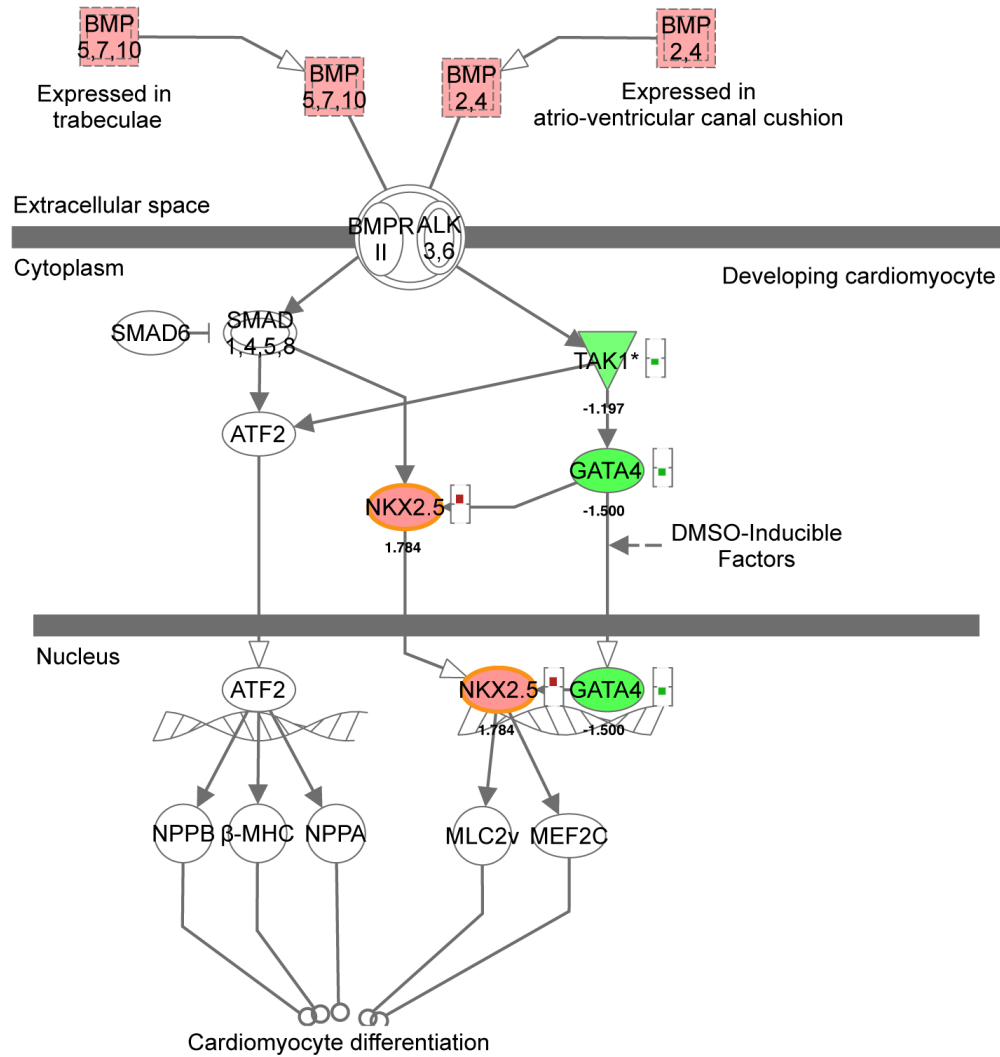 BMP
5,7,10
BMP
2,4
BMP
5,7,10
BMP
2,4
Expressed in
trabeculae
Expressed in
atrio-ventricular canal cushion
Extracellular space
BMPR
II
ALK
3,6
Cytoplasm
Developing cardiomyocyte
SMAD6
SMAD
1,4,5,8
TAK1*
-1.197
ATF2
GATA4
-1.500
NKX2.5
1.784
DMSO-Inducible
Factors
Nucleus
ATF2
NKX2.5
1.784
GATA4
-1.500
NPPB
β-MHC
NPPA
MLC2v
MEF2C
Cardiomyocyte differentiation